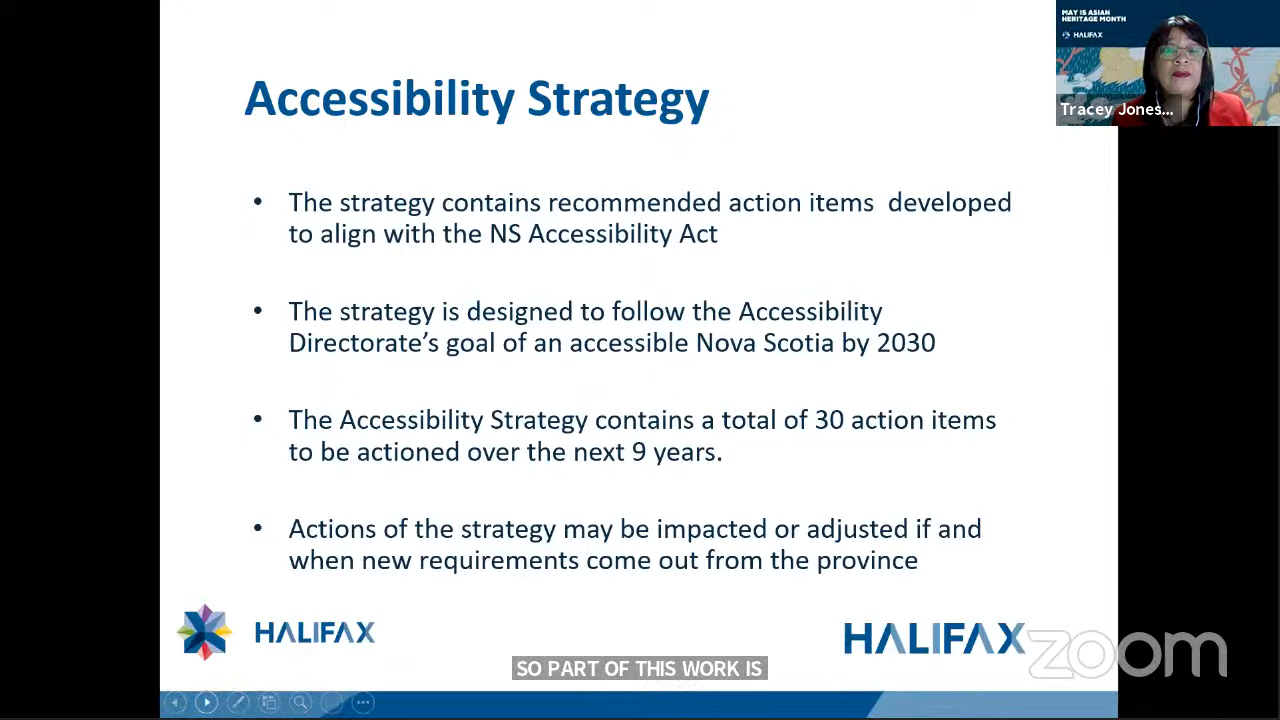 MAY IS ASIAN
HERITAGE MONTH
HALIFAX
Tracey Jones...
Accessibility Strategy
• The strategy contains recommended action items  developed
to align with the NS Accessibility Act
• The strategy is designed to follow the Accessibility
Directorate's goal of an accessible Nova Scotia by 2030
• The Accessibility Strategy contains a total of 30 action items
to be actioned over the next 9 years.
• Actions of the strategy may be impacted or adjusted if and
when new requirements come out from the province
HALIFAX
HALIFAX
zoom
SO PART OF THIS WORK IS